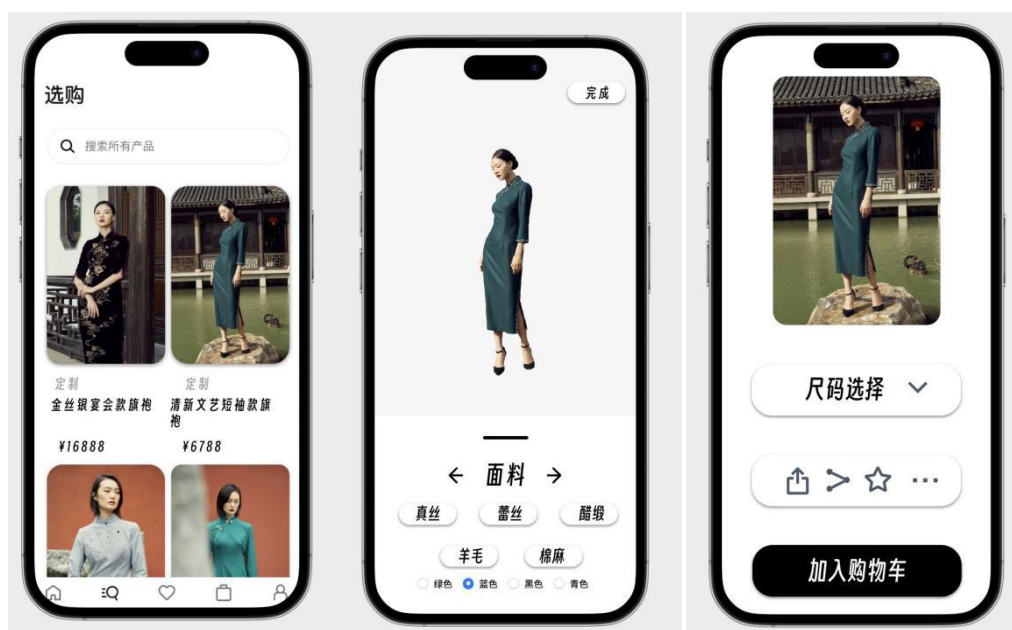 选购
搜索所有产品
定制
金丝银宴会款旗袍
¥16888
定制
清新文艺短袖款旗
袍
¥6788
完成
← 面料 →
真丝 蕾丝 醋缎
羊毛 棉麻
绿色 蓝色 黑色 青色
尺码选择
加入购物车